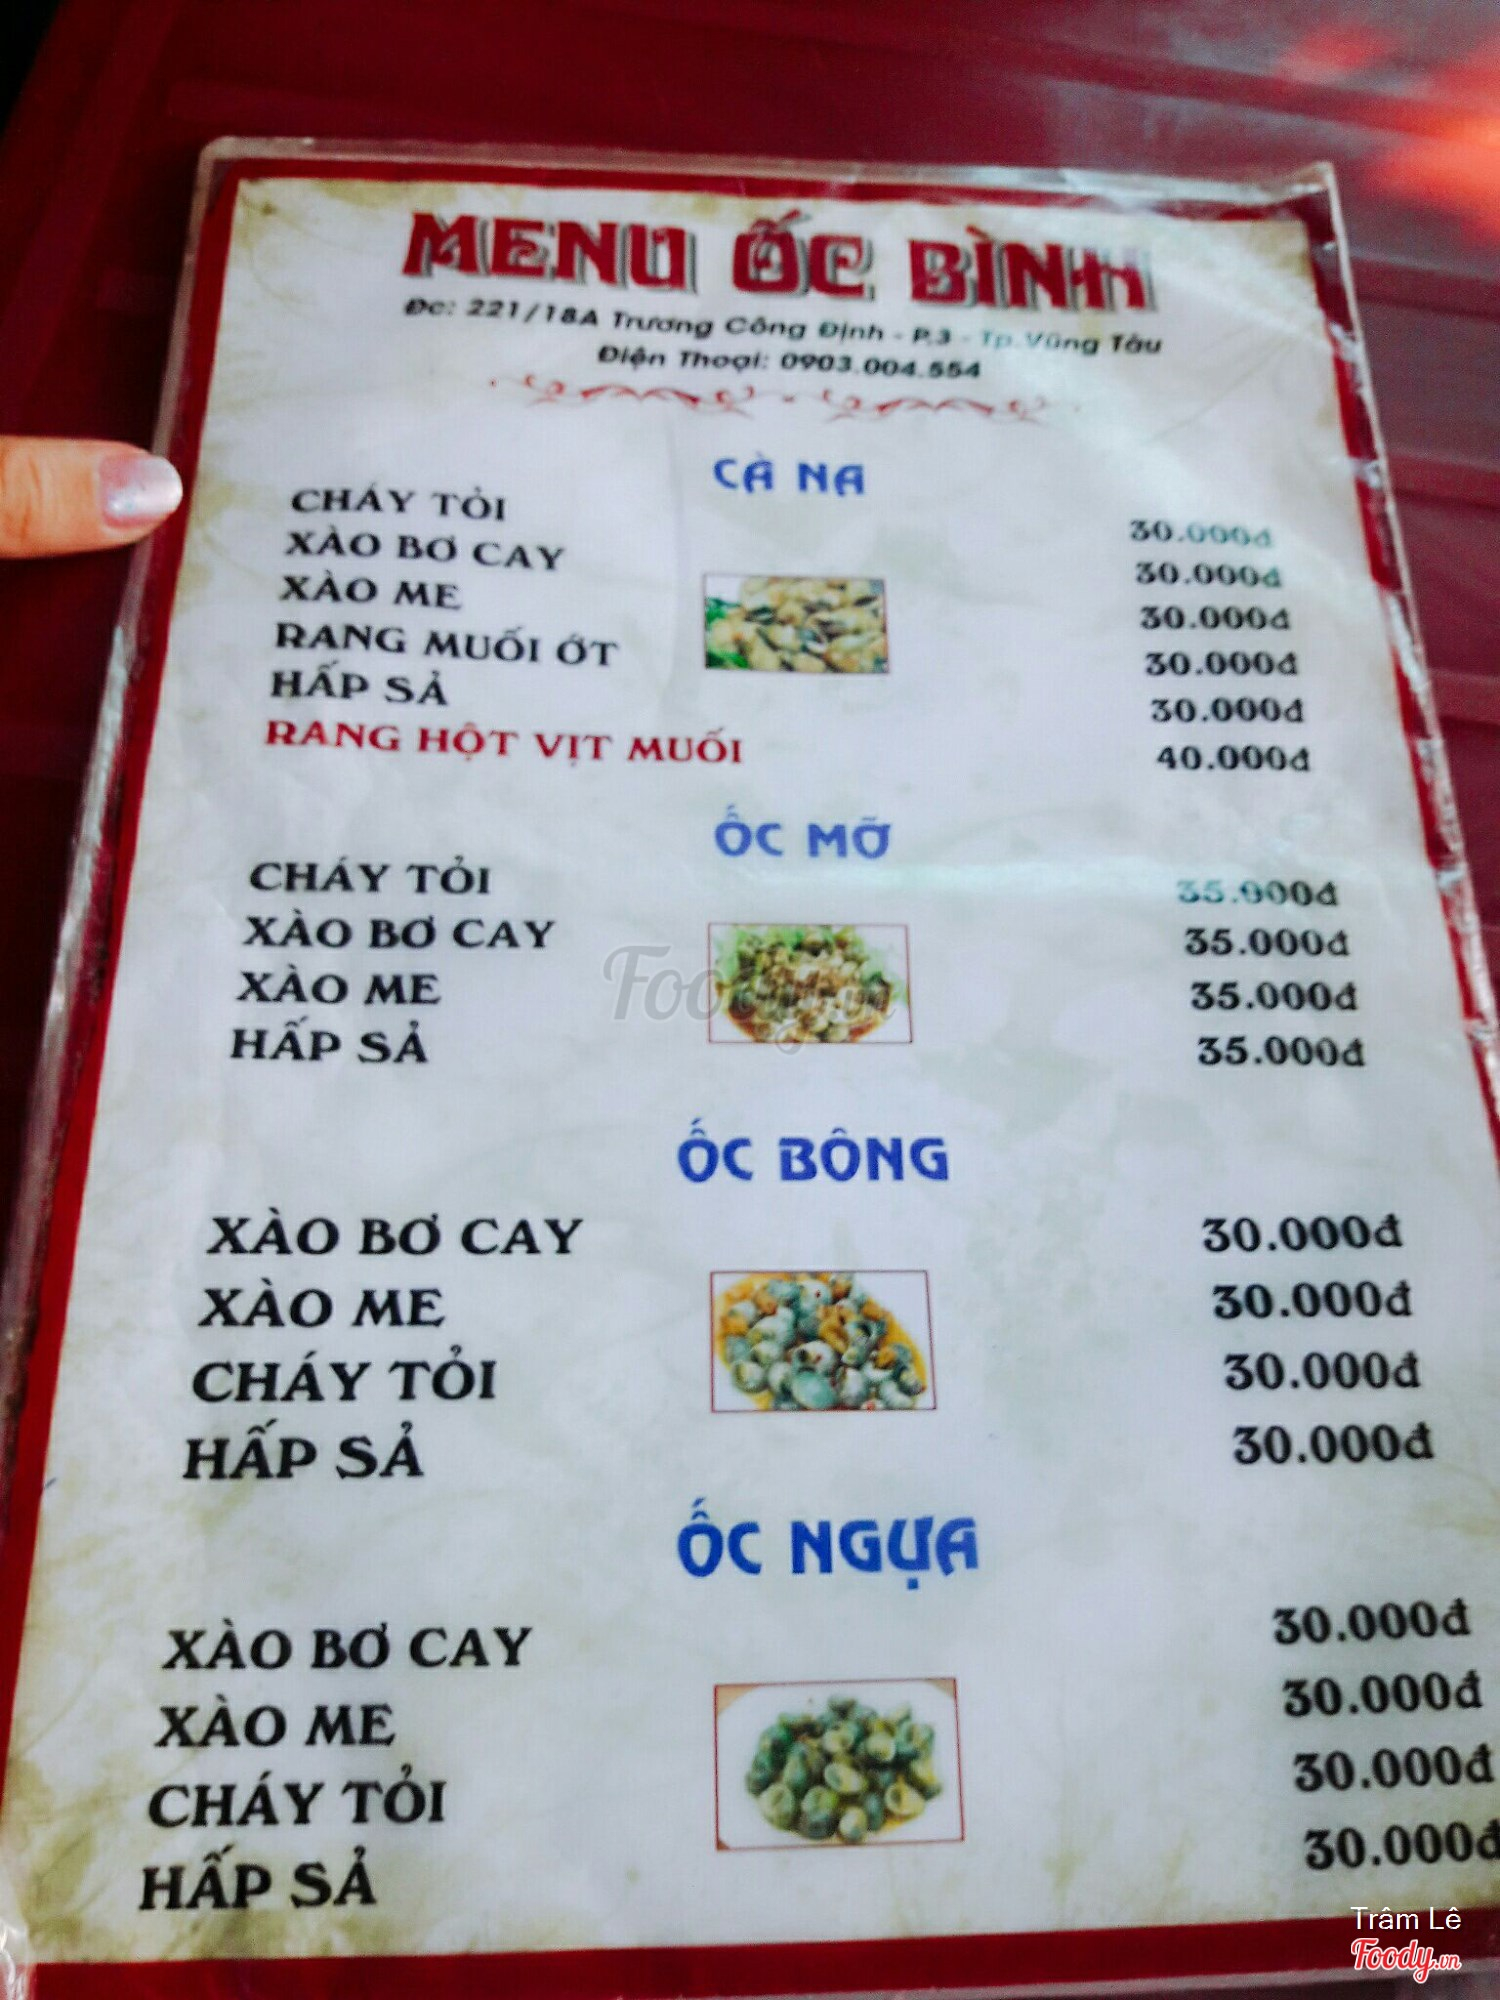 MENU ỐC BÌNH
Đc: 221/18A Trương Công Định - P.3 - Tp.Vũng Tàu
Điện Thoại: 0903.004.554
CÀ NA
CHÁY TỎI 30.000đ
XÀO BƠ CAY 30.000đ
XÀO ME 30.000đ
RANG MUỐI ỚT 30.000đ
HẤP SẢ 30.000đ
RANG HỘT VỊT MUỐI 40.000đ
ỐC MỠ
CHÁY TỎI 35.000đ
XÀO BƠ CAY 35.000đ
XÀO ME 35.000đ
HẤP SẢ 35.000đ
Foody.vn
ỐC BÔNG
XÀO BƠ CAY 30.000đ
XÀO ME 30.000đ
CHÁY TỎI 30.000đ
HẤP SẢ 30.000đ
ỐC NGỰA
XÀO BƠ CAY 30.000đ
XÀO ME 30.000đ
CHÁY TỎI 30.000đ
HẤP SẢ 30.000đ
Trâm Lê
Foody.vn